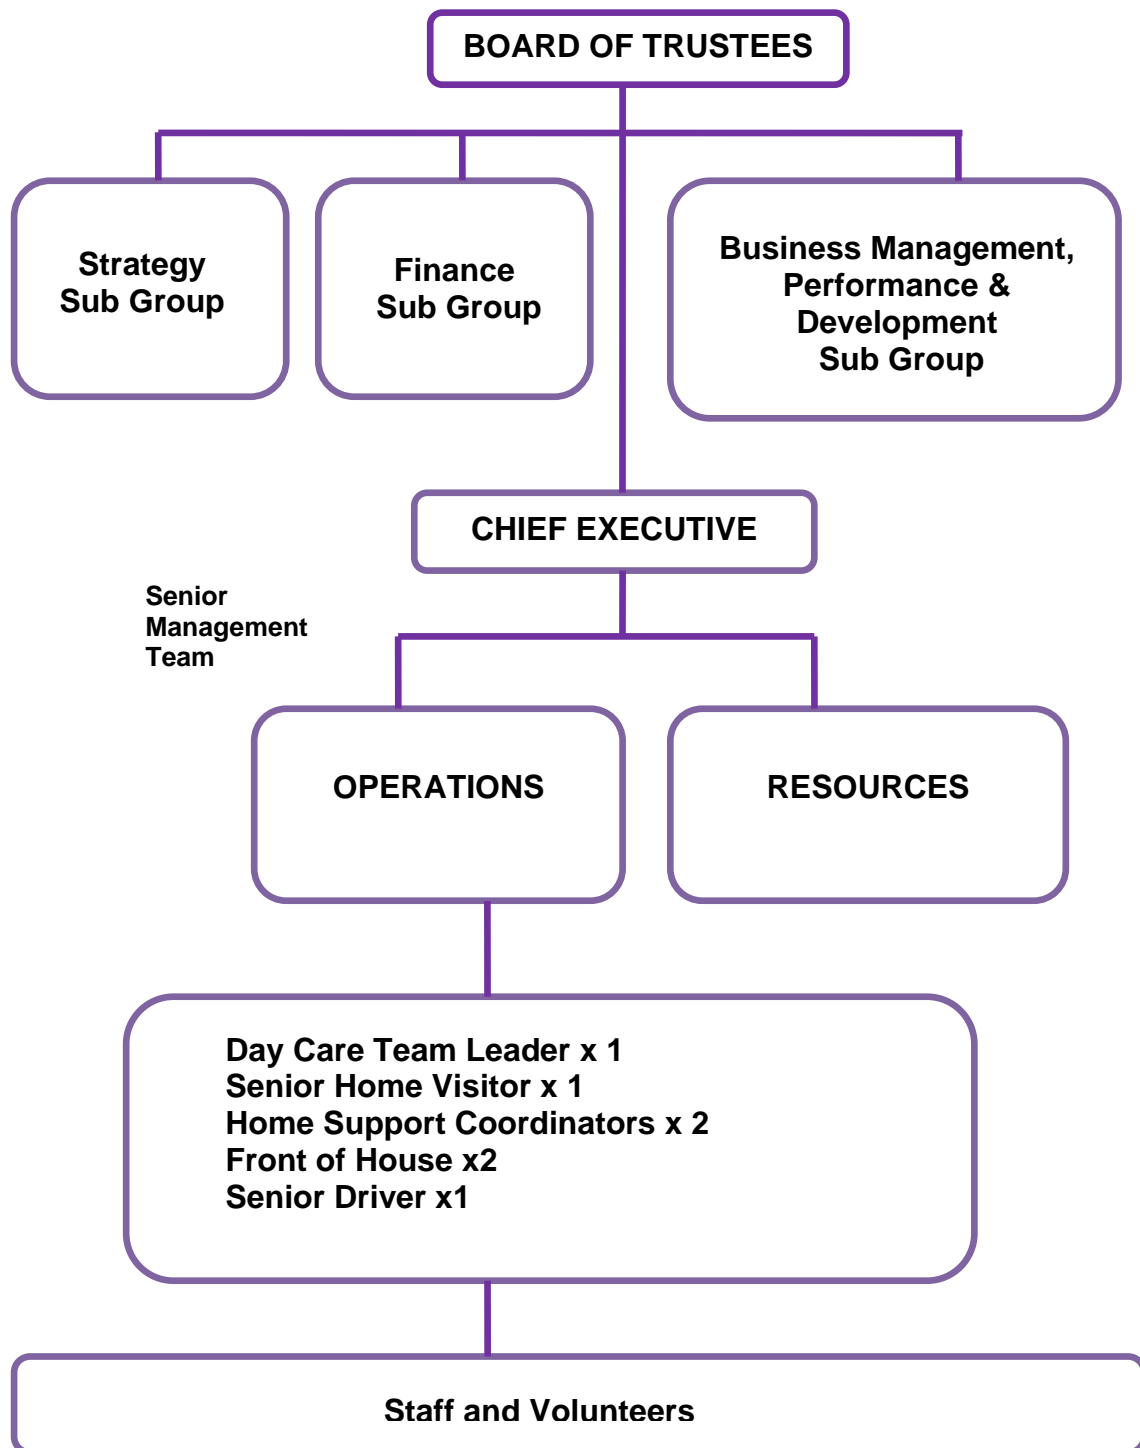 BOARD OF TRUSTEES
Strategy
Sub Group
Finance
Sub Group
Business Management,
Performance &
Development
Sub Group
CHIEF EXECUTIVE
Senior
Management
Team
OPERATIONS
RESOURCES
Day Care Team Leader x 1
Senior Home Visitor x 1
Home Support Coordinators x 2
Front of House x2
Senior Driver x1
Staff and Volunteers